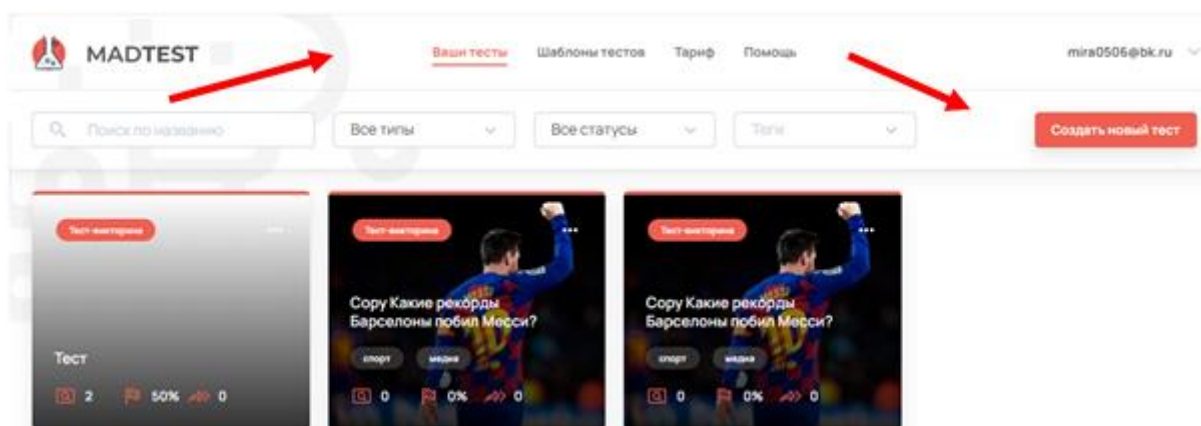 MADTEST
Ваши тесты Шаблоны тестов Тариф Помощь
mira0506@bk.ru
Поиск по названию Все типы Все статусы Теги Создать новый тест
Тест-викторина
Тест
2 50% 0
Тест-викторина
Copy Какие рекорды
Барселоны побил Месси?
спорт медиа
0 0% 0
Тест-викторина
Copy Какие рекорды
Барселоны побил Месси?
спорт медиа
0 0% 0